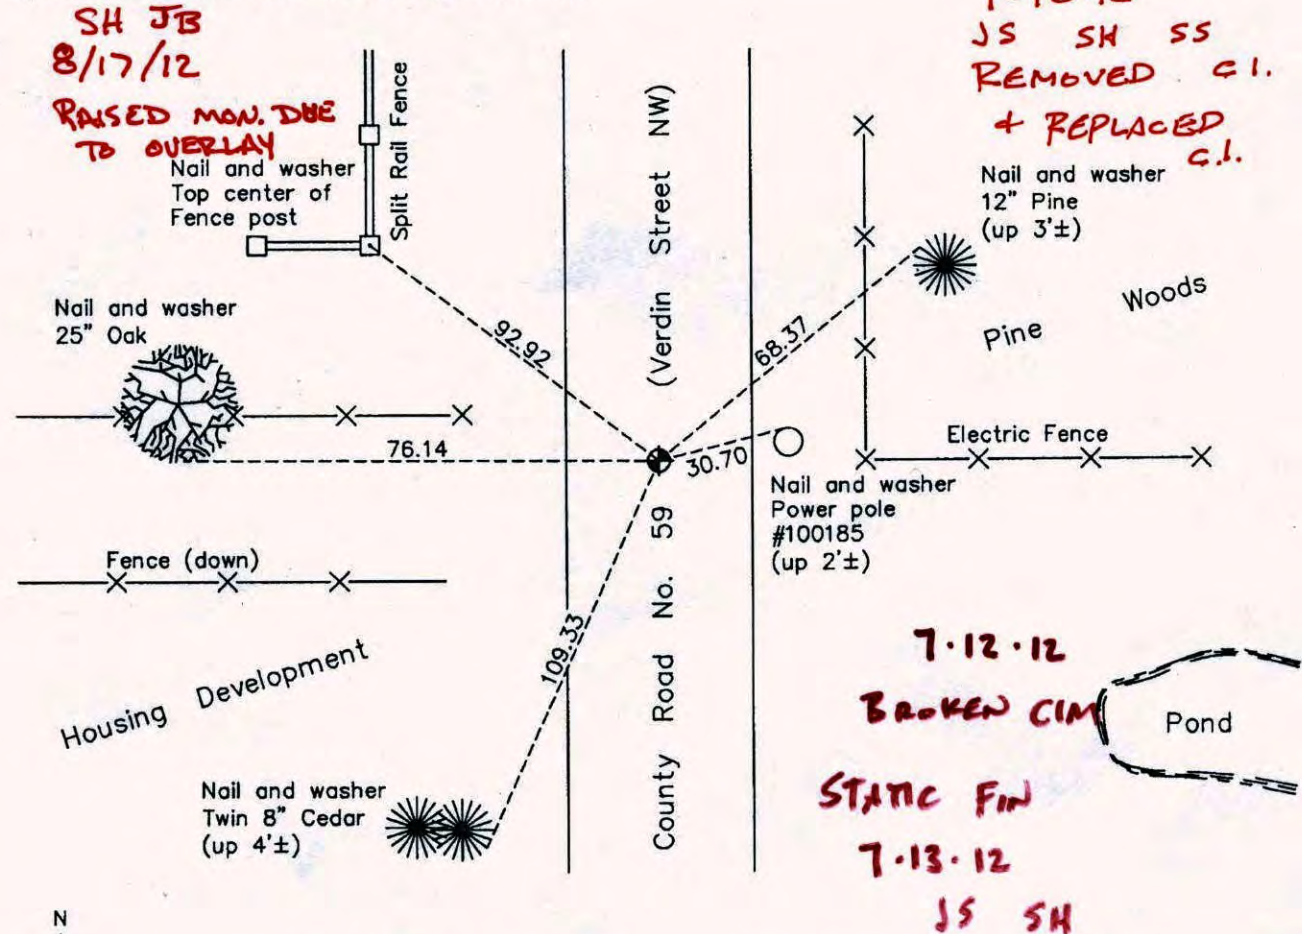 SH JB
8/17/12
RAISED MON. DUE
TO OVERLAY
JS SH SS
REMOVED C.I.
+ REPLACED
C.I.
Nail and washer
Top center of
Fence post
Split Rail Fence
(Verdin Street NW)
Nail and washer
12" Pine
(up 3'±)
Pine Woods
Nail and washer
25" Oak
92.92
68.37
76.14
30.70
Electric Fence
Nail and washer
Power pole
#100185
(up 2'±)
Fence (down)
109.33
County Road No. 59
Housing Development
Nail and washer
Twin 8" Cedar
(up 4'±)
7.12.12
BROKEN CIM
Pond
STATIC FIN
7.13.12
JS SH
N